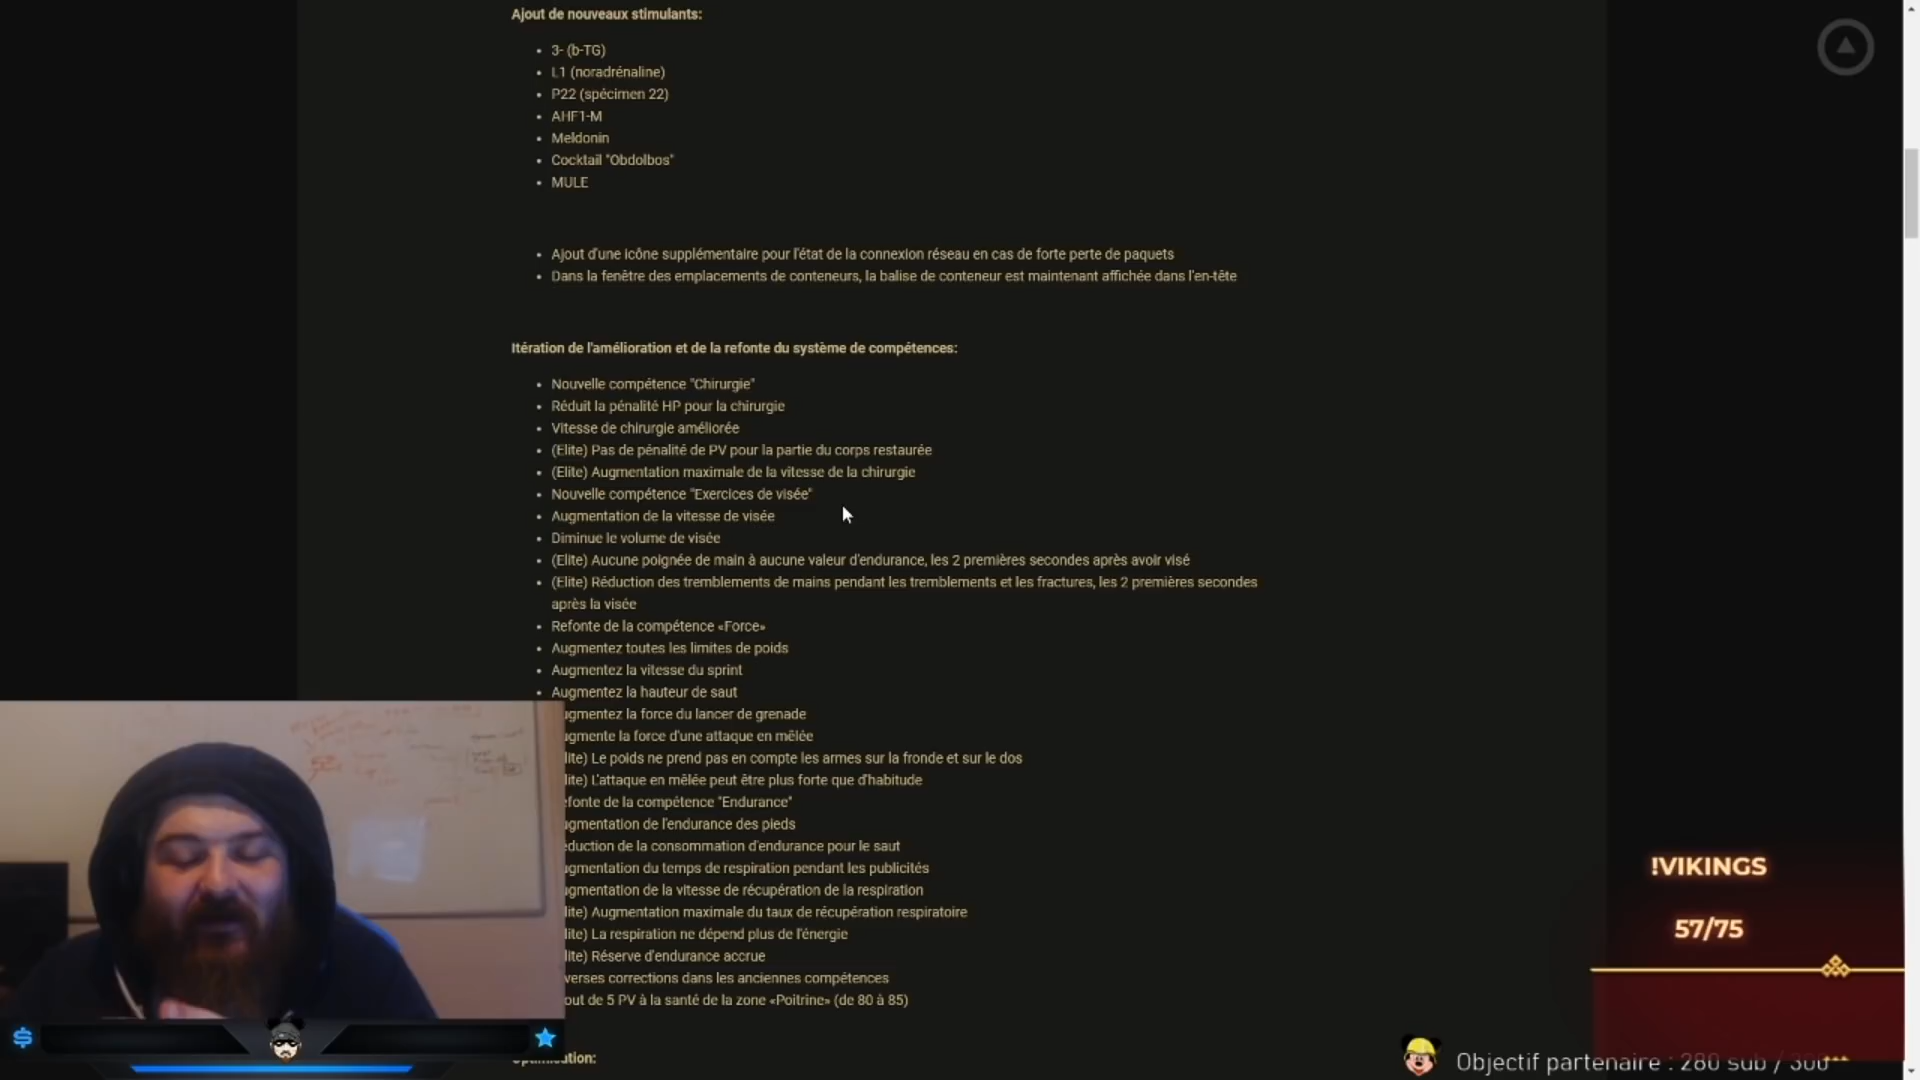 Ajout de nouveaux stimulants:
3- (b-TG)
L1 (noradrénaline)
P22 (spécimen 22)
AHF1-M
Meldonin
Cocktail "Obdolbos"
MULE
Ajout d'une icône supplémentaire pour l'état de la connexion réseau en cas de forte perte de paquets
Dans la fenêtre des emplacements de conteneurs, la balise de conteneur est maintenant affichée dans l'en-tête
Itération de l'amélioration et de la refonte du système de compétences:
Nouvelle compétence "Chirurgie"
Réduit la pénalité HP pour la chirurgie
Vitesse de chirurgie améliorée
(Elite) Pas de pénalité de PV pour la partie du corps restaurée
(Elite) Augmentation maximale de la vitesse de la chirurgie
Nouvelle compétence "Exercices de visée"
Augmentation de la vitesse de visée
Diminue le volume de visée
(Elite) Aucune poignée de main à aucune valeur d'endurance, les 2 premières secondes après avoir visé
(Elite) Réduction des tremblements de mains pendant les tremblements et les fractures, les 2 premières secondes
après la visée
Refonte de la compétence «Force»
Augmentez toutes les limites de poids
Augmentez la vitesse du sprint
Augmentez la hauteur de saut
ugmentez la force du lancer de grenade
ugmente la force d'une attaque en mêlée
lite) Le poids ne prend pas en compte les armes sur la fronde et sur le dos
lite) L'attaque en mêlée peut être plus forte que d'habitude
efonte de la compétence "Endurance"
ugmentation de l'endurance des pieds
éduction de la consommation d'endurance pour le saut
ugmentation du temps de respiration pendant les publicités
ugmentation de la vitesse de récupération de la respiration
lite) Augmentation maximale du taux de récupération respiratoire
lite) La respiration ne dépend plus de l'énergie
lite) Réserve d'endurance accrue
verses corrections dans les anciennes compétences
out de 5 PV à la santé de la zone «Poitrine» (de 80 à 85)
Optimisation:
!VIKINGS
57/75
Objectif partenaire : 280 sub / 300